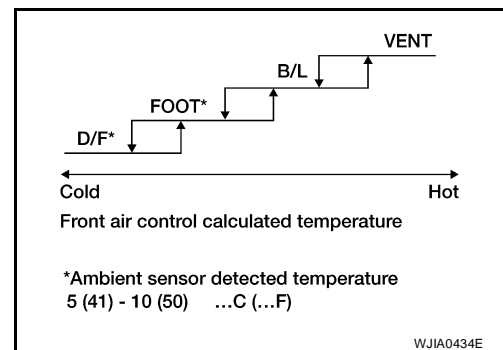 VENT
B/L
FOOT*
D/F*
Cold Hot
Front air control calculated temperature
*Ambient sensor detected temperature
5 (41) - 10 (50) ...C (...F)
WJIA0434E